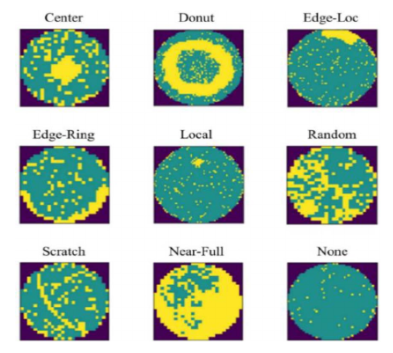 Center
Donut
Edge-Loc
Edge-Ring
Local
Random
Scratch
Near-Full
None